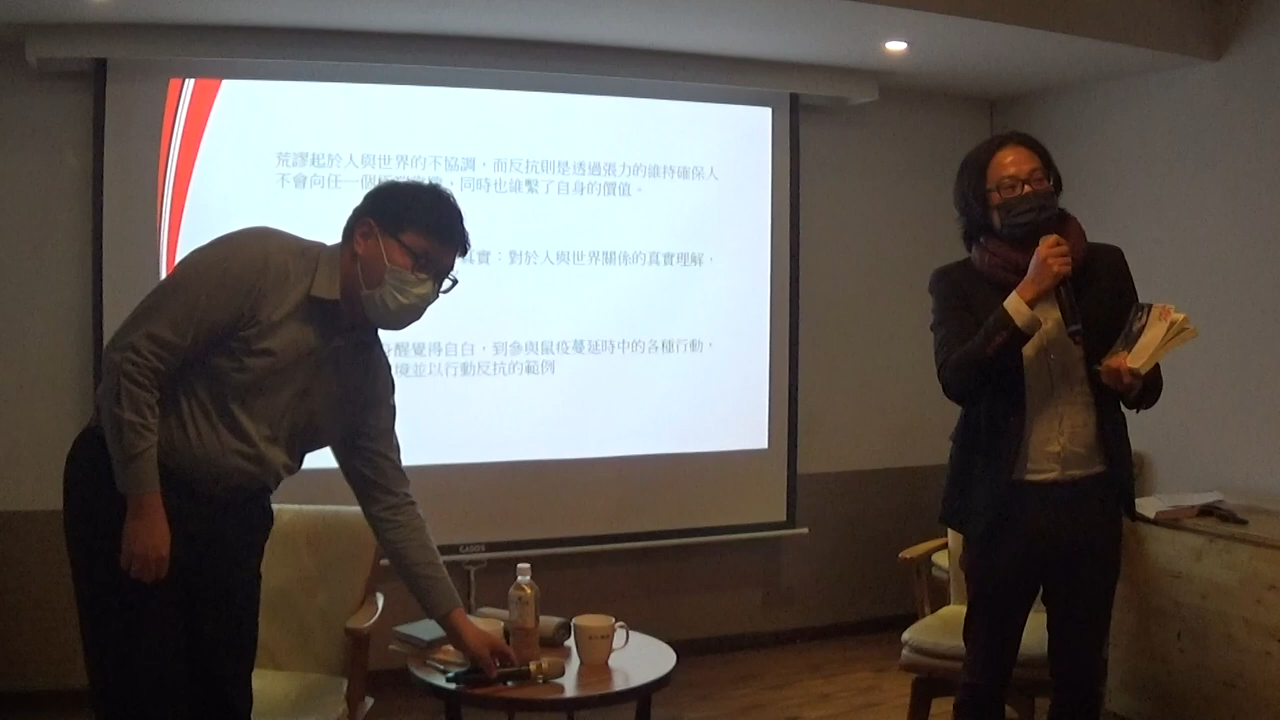 荒謬起於人與世界的不協調，而反抗則是透過張力的維持確保人
不會向任一個，同時也維繫了自身的價值。
真實：對於人與世界關係的真實理解，
醒覺得自白，到參與鼠疫蔓延時中的各種行動，
境並以行動反抗的範例
CASOS